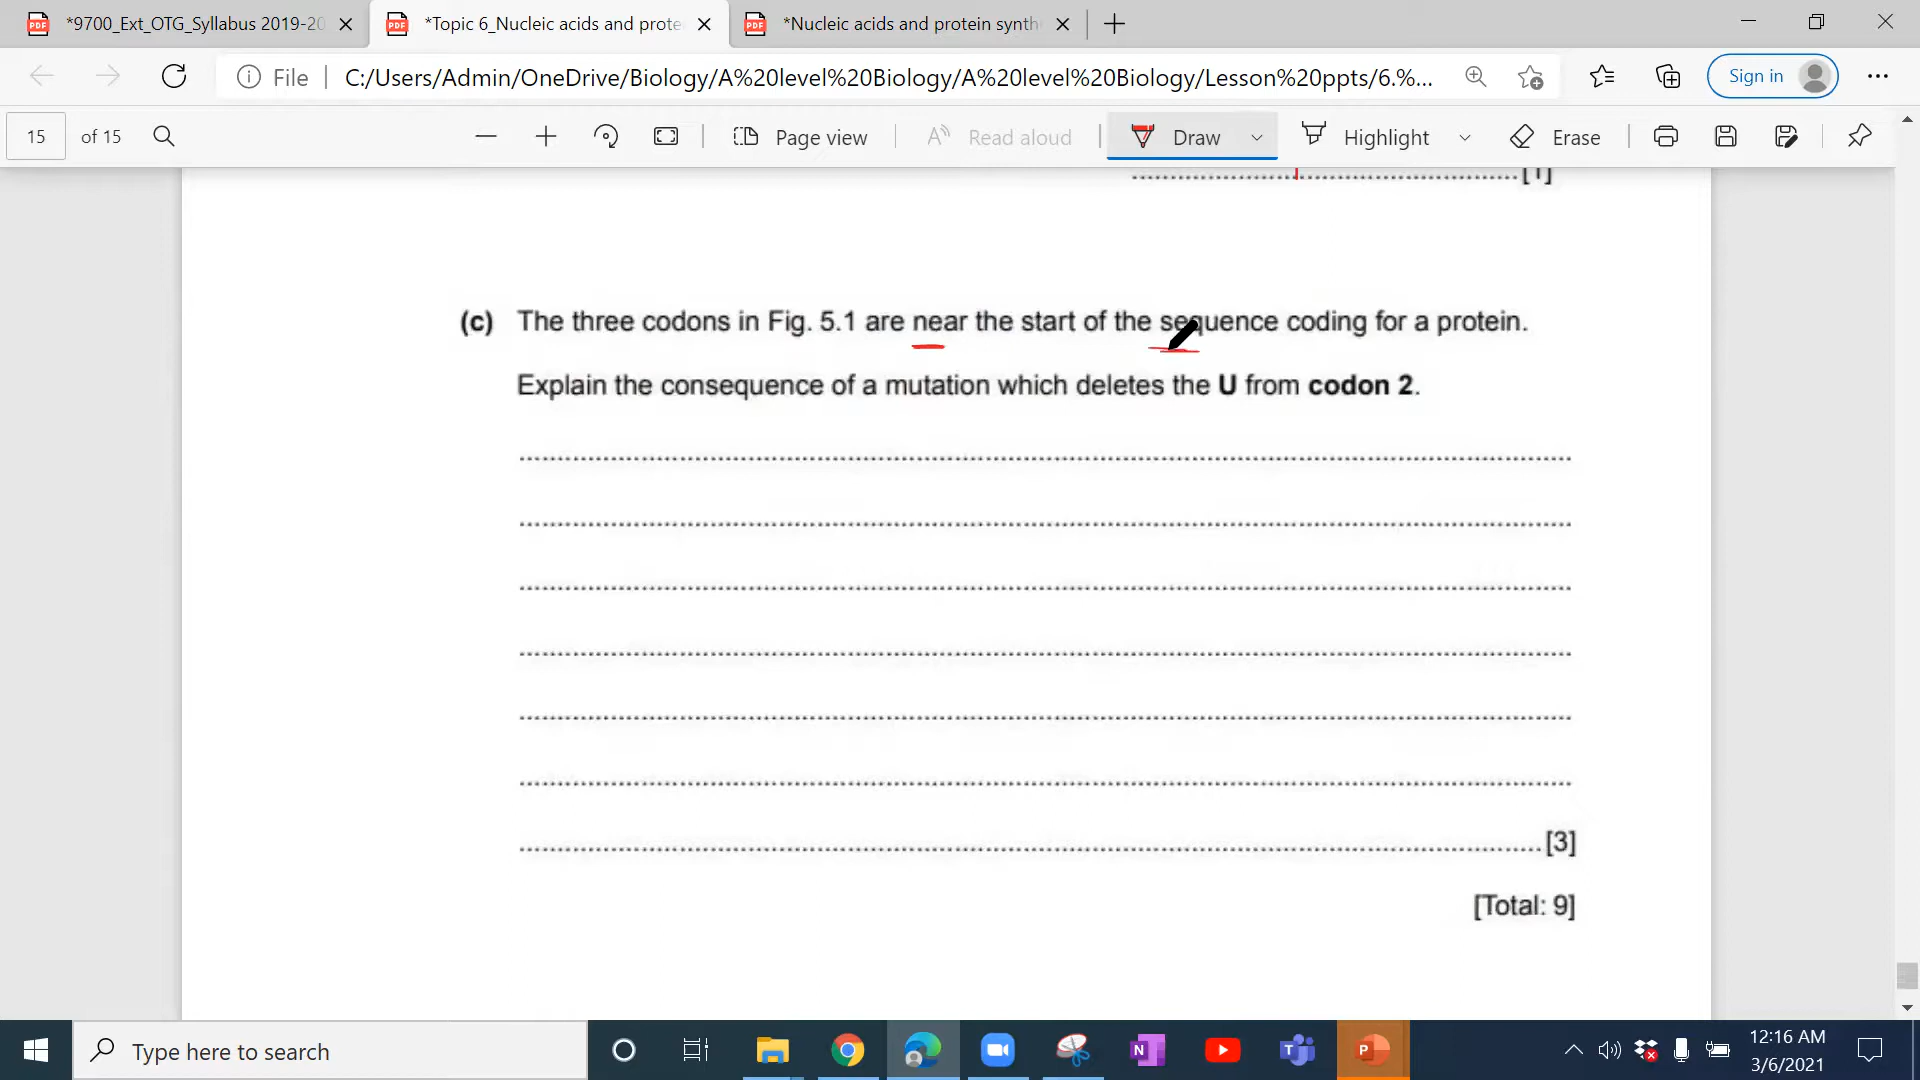 *9700_Ext_OTG_Syllabus 2019-20
*Topic 6_Nucleic acids and prote
*Nucleic acids and protein synth
File
C:/Users/Admin/OneDrive/Biology/A%20level%20Biology/A%20level%20Biology/Lesson%20ppts/6.%...
Sign in
15 of 15
Page view
Read aloud
Draw
Highlight
Erase
[1]
(c) The three codons in Fig. 5.1 are near the start of the sequence coding for a protein.
Explain the consequence of a mutation which deletes the U from codon 2.
[3]
[Total: 9]
Type here to search
12:16 AM
3/6/2021